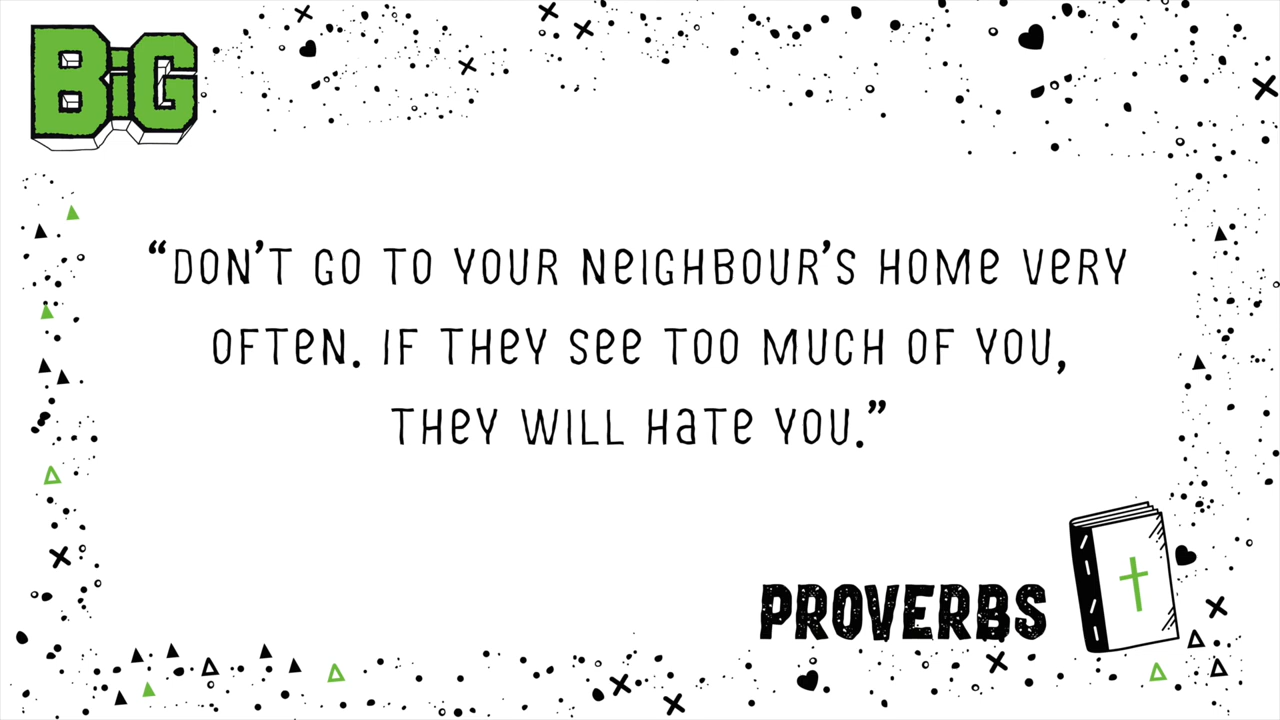 BiG
“DON’T GO TO YOUR NeIGHBOUR’S HOMe VeRY
OFTeN. IF THeY See TOO MUCH OF YOU,
THeY WILL HaTe YOU.”
PROVERBS